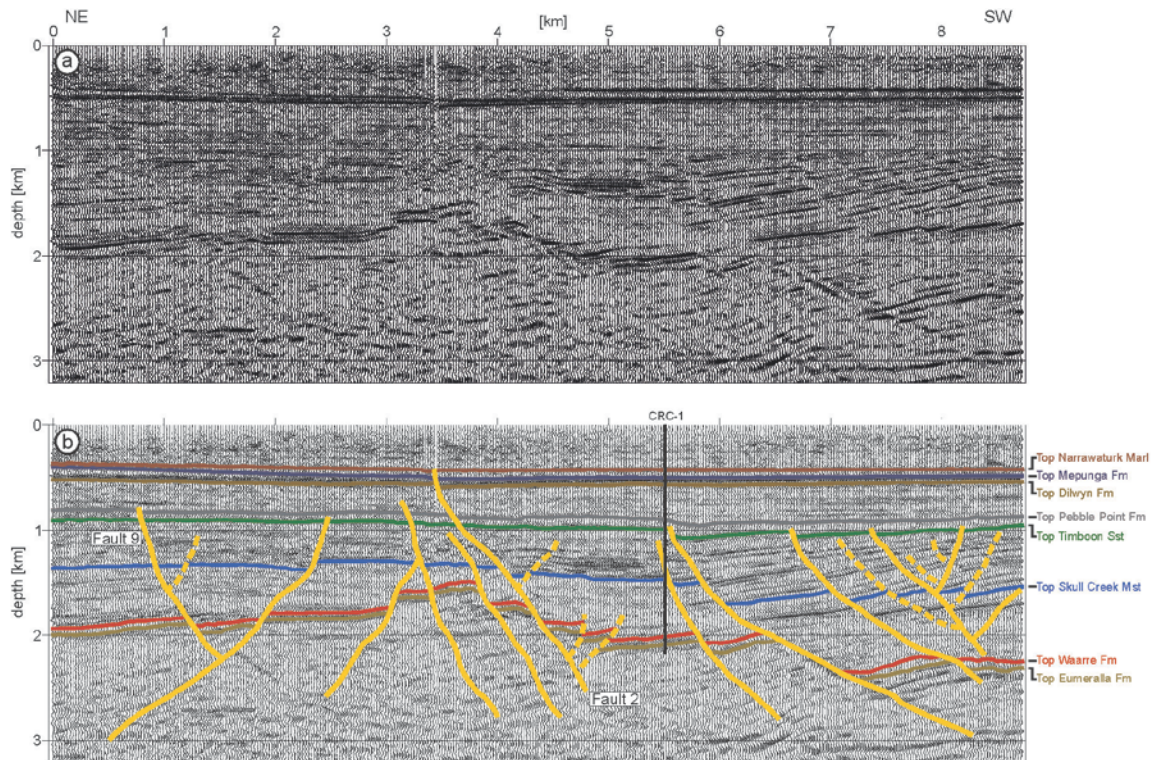 NE [km] SW
0 1 2 3 4 5 6 7 8
a
0
1
2
3
depth [km]
CRC-1
b
0
1
2
3
depth [km]
Fault 9
Fault 2
Top Narrawaturk Marl
Top Mepunga Fm
Top Dilwyn Fm
Top Pebble Point Fm
Top Timboon Sst
Top Skull Creek Mst
Top Waarre Fm
Top Eumeralla Fm